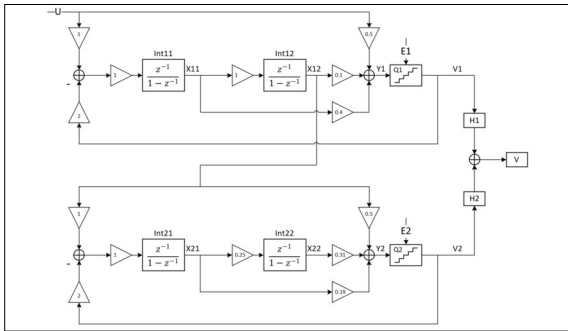 U
1
0.5
E1
Int11
Int12
- 1 z⁻¹ / 1 − z⁻¹ X11 1 z⁻¹ / 1 − z⁻¹ X12 0.3 Y1 Q1 V1
2
0.4
H1
V
H2
1
0.5
E2
Int21
Int22
- 1 z⁻¹ / 1 − z⁻¹ X21 0.25 z⁻¹ / 1 − z⁻¹ X22 0.31 Y2 Q2 V2
2
0.19